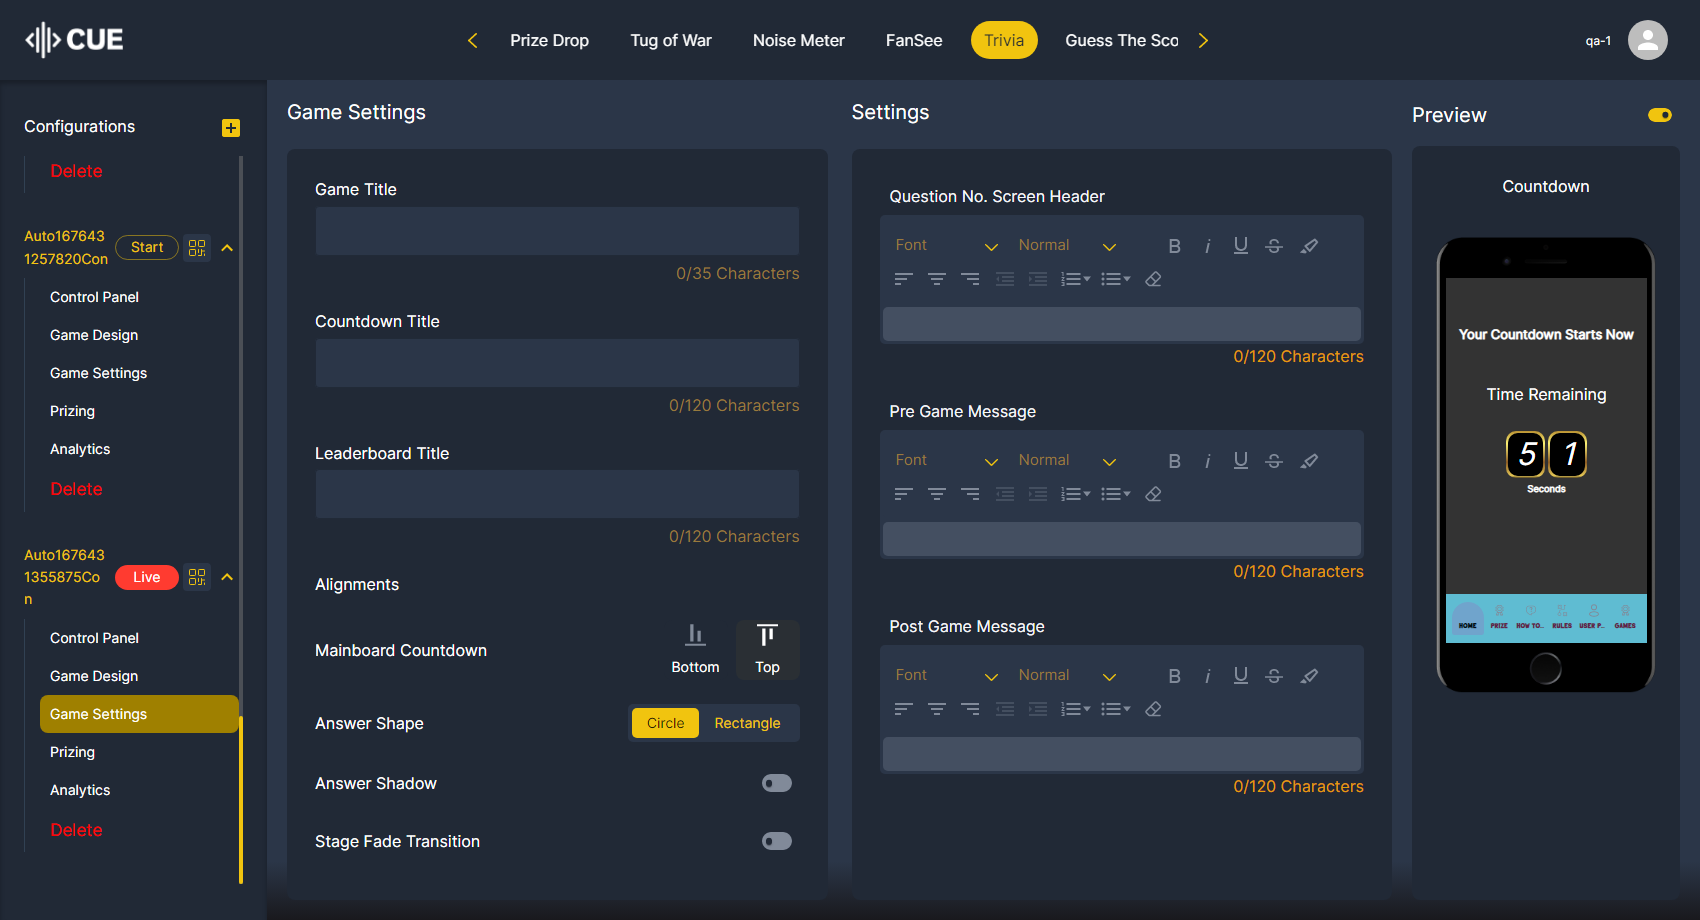 CUE
Prize Drop
Tug of War
Noise Meter
FanSee
Trivia
Guess The Sco
qa-1
Configurations
Delete
Auto167643
1257820Con
Start
Control Panel
Game Design
Game Settings
Prizing
Analytics
Delete
Auto167643
1355875Co
n
Live
Control Panel
Game Design
Game Settings
Prizing
Analytics
Delete
Game Settings
Game Title
0/35 Characters
Countdown Title
0/120 Characters
Leaderboard Title
0/120 Characters
Alignments
Mainboard Countdown
Bottom
Top
Answer Shape
Circle
Rectangle
Answer Shadow
Stage Fade Transition
Settings
Question No. Screen Header
Font
Normal
0/120 Characters
Pre Game Message
Font
Normal
0/120 Characters
Post Game Message
Font
Normal
0/120 Characters
Preview
Countdown
Your Countdown Starts Now
Time Remaining
5 1
Seconds
HOME
PRIZE
HOW TO...
RULES
USER P...
GAMES